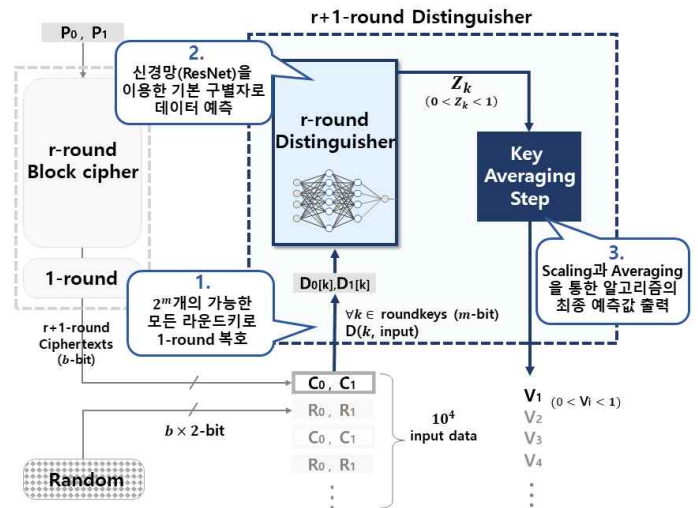 r+1-round Distinguisher
P₀ , P₁
2.
신경망(ResNet)을
이용한 기본 구별자로
데이터 예측
r-round
Block cipher
1-round
r+1-round
Ciphertexts
(b-bit)
r-round
Distinguisher
Zₖ
(0 < Zₖ < 1)
Key
Averaging
Step
3.
Scaling과 Averaging
을 통한 알고리즘의
최종 예측값 출력
D₀[k],D₁[k]
1.
2ᵐ개의 가능한
모든 라운드키로
1-round 복호
∀k ∈ roundkeys (m-bit)
D(k, input)
C₀ , C₁
R₀ , R₁
C₀ , C₁
R₀ , R₁
⋮
b × 2-bit
10⁴
input data
Random
V₁ (0 < Vi < 1)
V₂
V₃
V₄
⋮